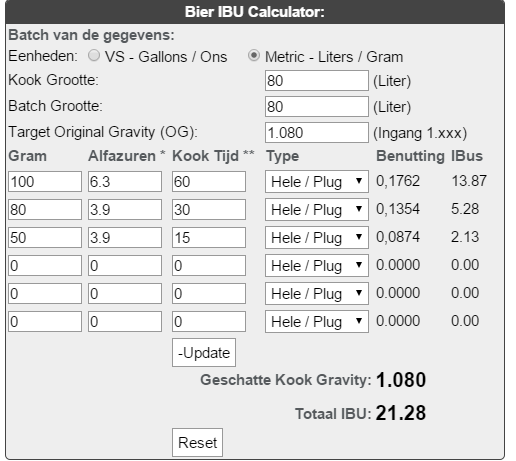 Bier IBU Calculator:
Batch van de gegevens:
Eenheden: VS - Gallons / Ons Metric - Liters / Gram
Kook Grootte: 80 (Liter)
Batch Grootte: 80 (Liter)
Target Original Gravity (OG): 1.080 (Ingang 1.xxx)
Gram Alfazuren * Kook Tijd ** Type Benutting IBus
100 6.3 60 Hele / Plug 0,1762 13.87
80 3.9 30 Hele / Plug 0,1354 5.28
50 3.9 15 Hele / Plug 0,0874 2.13
0 0 0 Hele / Plug 0.0000 0.00
0 0 0 Hele / Plug 0.0000 0.00
0 0 0 Hele / Plug 0.0000 0.00
-Update
Geschatte Kook Gravity: 1.080
Totaal IBU: 21.28
Reset